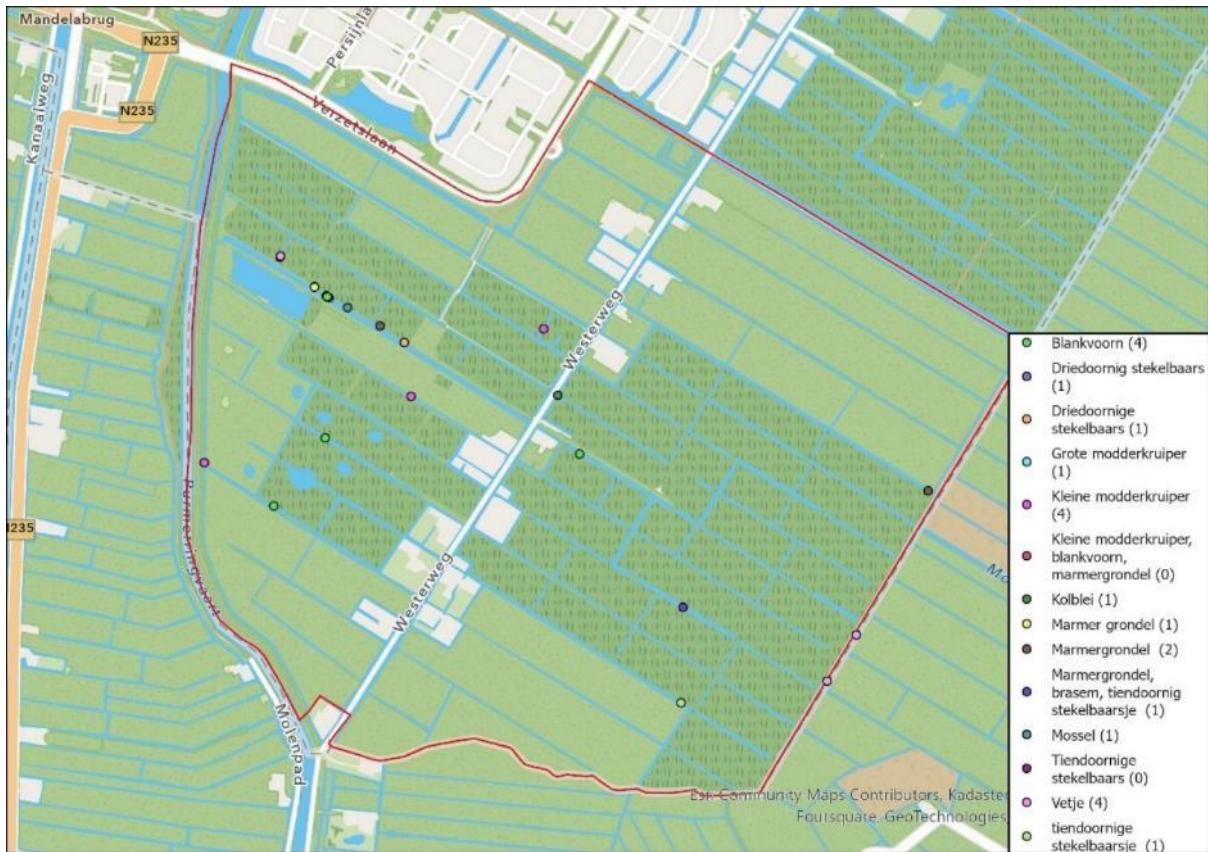 Mandelabrug
N235
N235
Kanaalweg
Persijnla
Verzetslaan
Westerweg
Purmerringvaart
Westerweg
Molenpad
Esri Community Maps Contributors, Kadaster
Foursquare, GeoTechnologies
Blankvoorn (4)
Driedoornig stekelbaars
(1)
Driedoornige
stekelbaars (1)
Grote modderkruiper
(1)
Kleine modderkruiper
(4)
Kleine modderkruiper,
blankvoorn,
marmergrondel (0)
Kolblei (1)
Marmer grondel (1)
Marmergrondel (2)
Marmergrondel,
brasem, tiendoornig
stekelbaarsje (1)
Mossel (1)
Tiendoornige
stekelbaars (0)
Vetje (4)
tiendoornige
stekelbaarsje (1)